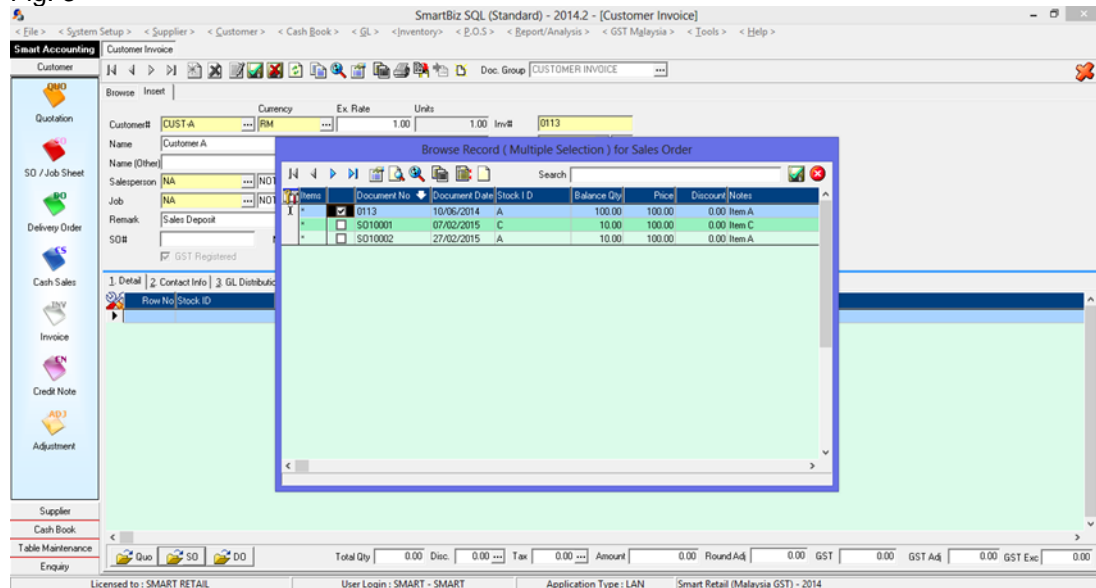 SmartBiz SQL (Standard) - 2014.2 - [Customer Invoice]
< File > < System Setup > < Supplier > < Customer > < Cash Book > < GL > <Inventory> < P.O.S > < Report/Analysis > < GST Malaysia > < Tools > < Help >
Smart Accounting Customer Invoice
Customer Doc. Group CUSTOMER INVOICE ...
Browse Insert
QUO
Quotation
Currency Ex. Rate Units
Customer# CUST-A ... RM ... 1.00 1.00 Inv# 0113
Name Customer A
Browse Record ( Multiple Selection ) for Sales Order
Name (Other)
SO
SO / Job Sheet
Search
Salesperson NA ... NOT
Job NA ... NOT
Remark Sales Deposit
SO#
GST Registered
Items Document No Document Date Stock I D Balance Qty Price Discount Notes
* 0113 10/06/2014 A 100.00 100.00 0.00 Item A
* SO10001 07/02/2015 C 10.00 100.00 0.00 Item C
* SO10002 27/02/2015 A 10.00 100.00 0.00 Item A
Delivery Order
CS
Cash Sales
1. Detail 2. Contact Info 3. GL Distributio
Row No Stock ID
INV
Invoice
CN
Credit Note
ADJ
Adjustment
Supplier
Cash Book
Table Maintenance
Enquiry
Quo SO DO Total Qty 0.00 Disc. 0.00 ... Tax 0.00 ... Amount 0.00 Round Adj 0.00 GST 0.00 GST Adj 0.00 GST Exc 0.00
Licensed to : SMART RETAIL User Login : SMART - SMART Application Type : LAN Smart Retail (Malaysia GST) - 2014